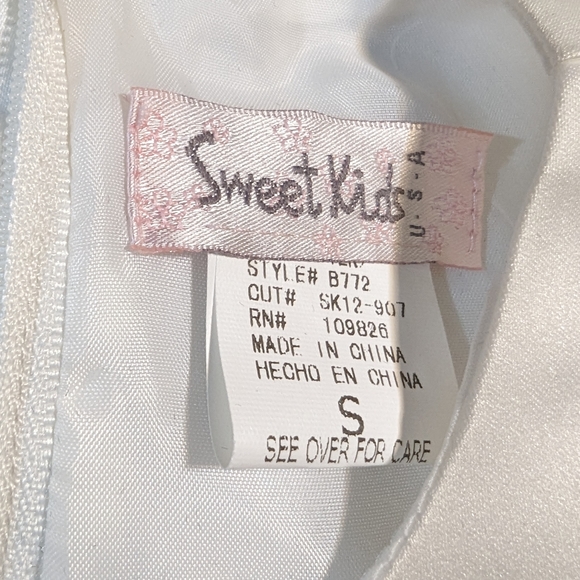 Sweet Kids
U·S·A
STYLE# B772
CUT# SK12-907
RN# 109826
MADE IN CHINA
HECHO EN CHINA
S
SEE OVER FOR CARE